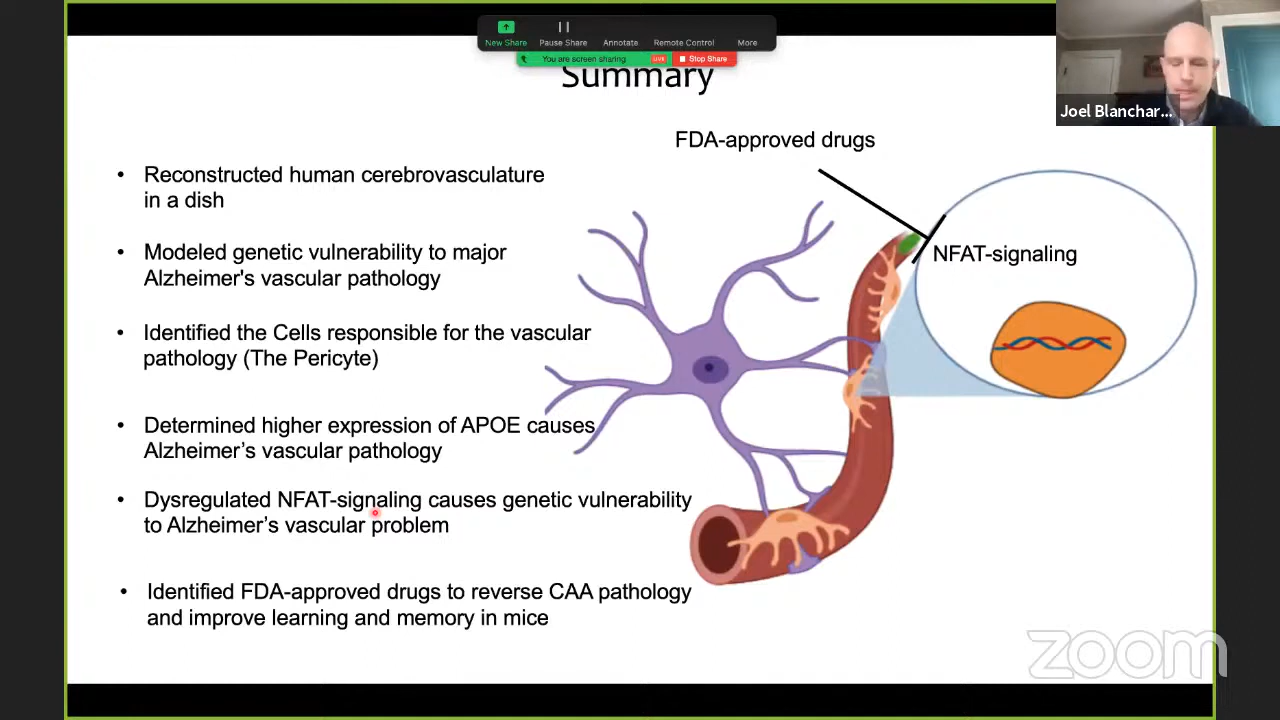 New Share
Pause Share
Annotate
Remote Control
More
You are screen sharing
LIVE
Stop Share
Summary
Joel Blanchar...
FDA-approved drugs
NFAT-signaling
• Reconstructed human cerebrovasculature
in a dish
• Modeled genetic vulnerability to major
Alzheimer's vascular pathology
• Identified the Cells responsible for the vascular
pathology (The Pericyte)
• Determined higher expression of APOE causes
Alzheimer’s vascular pathology
• Dysregulated NFAT-signaling causes genetic vulnerability
to Alzheimer’s vascular problem
• Identified FDA-approved drugs to reverse CAA pathology
and improve learning and memory in mice
zoom